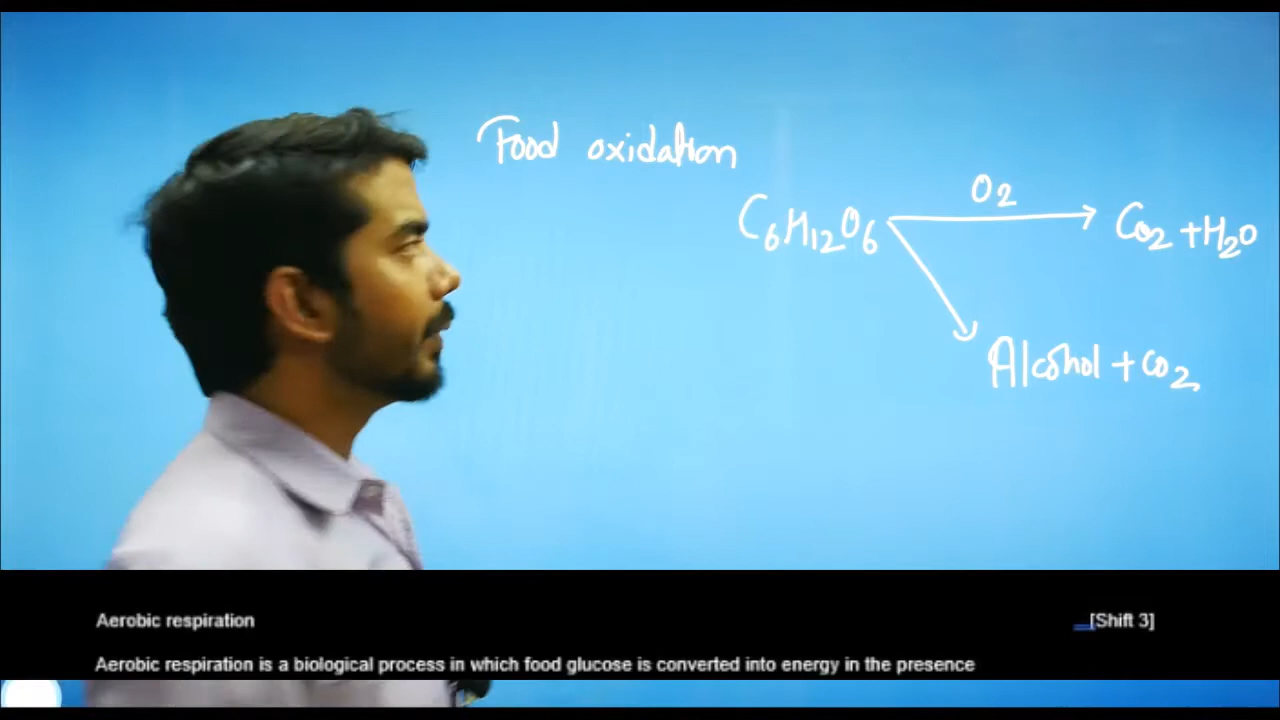 Food oxidation
O2
C6H12O6 → Co2 + H2O
Alcohol + Co2
Aerobic respiration [Shift 3]
Aerobic respiration is a biological process in which food glucose is converted into energy in the presence